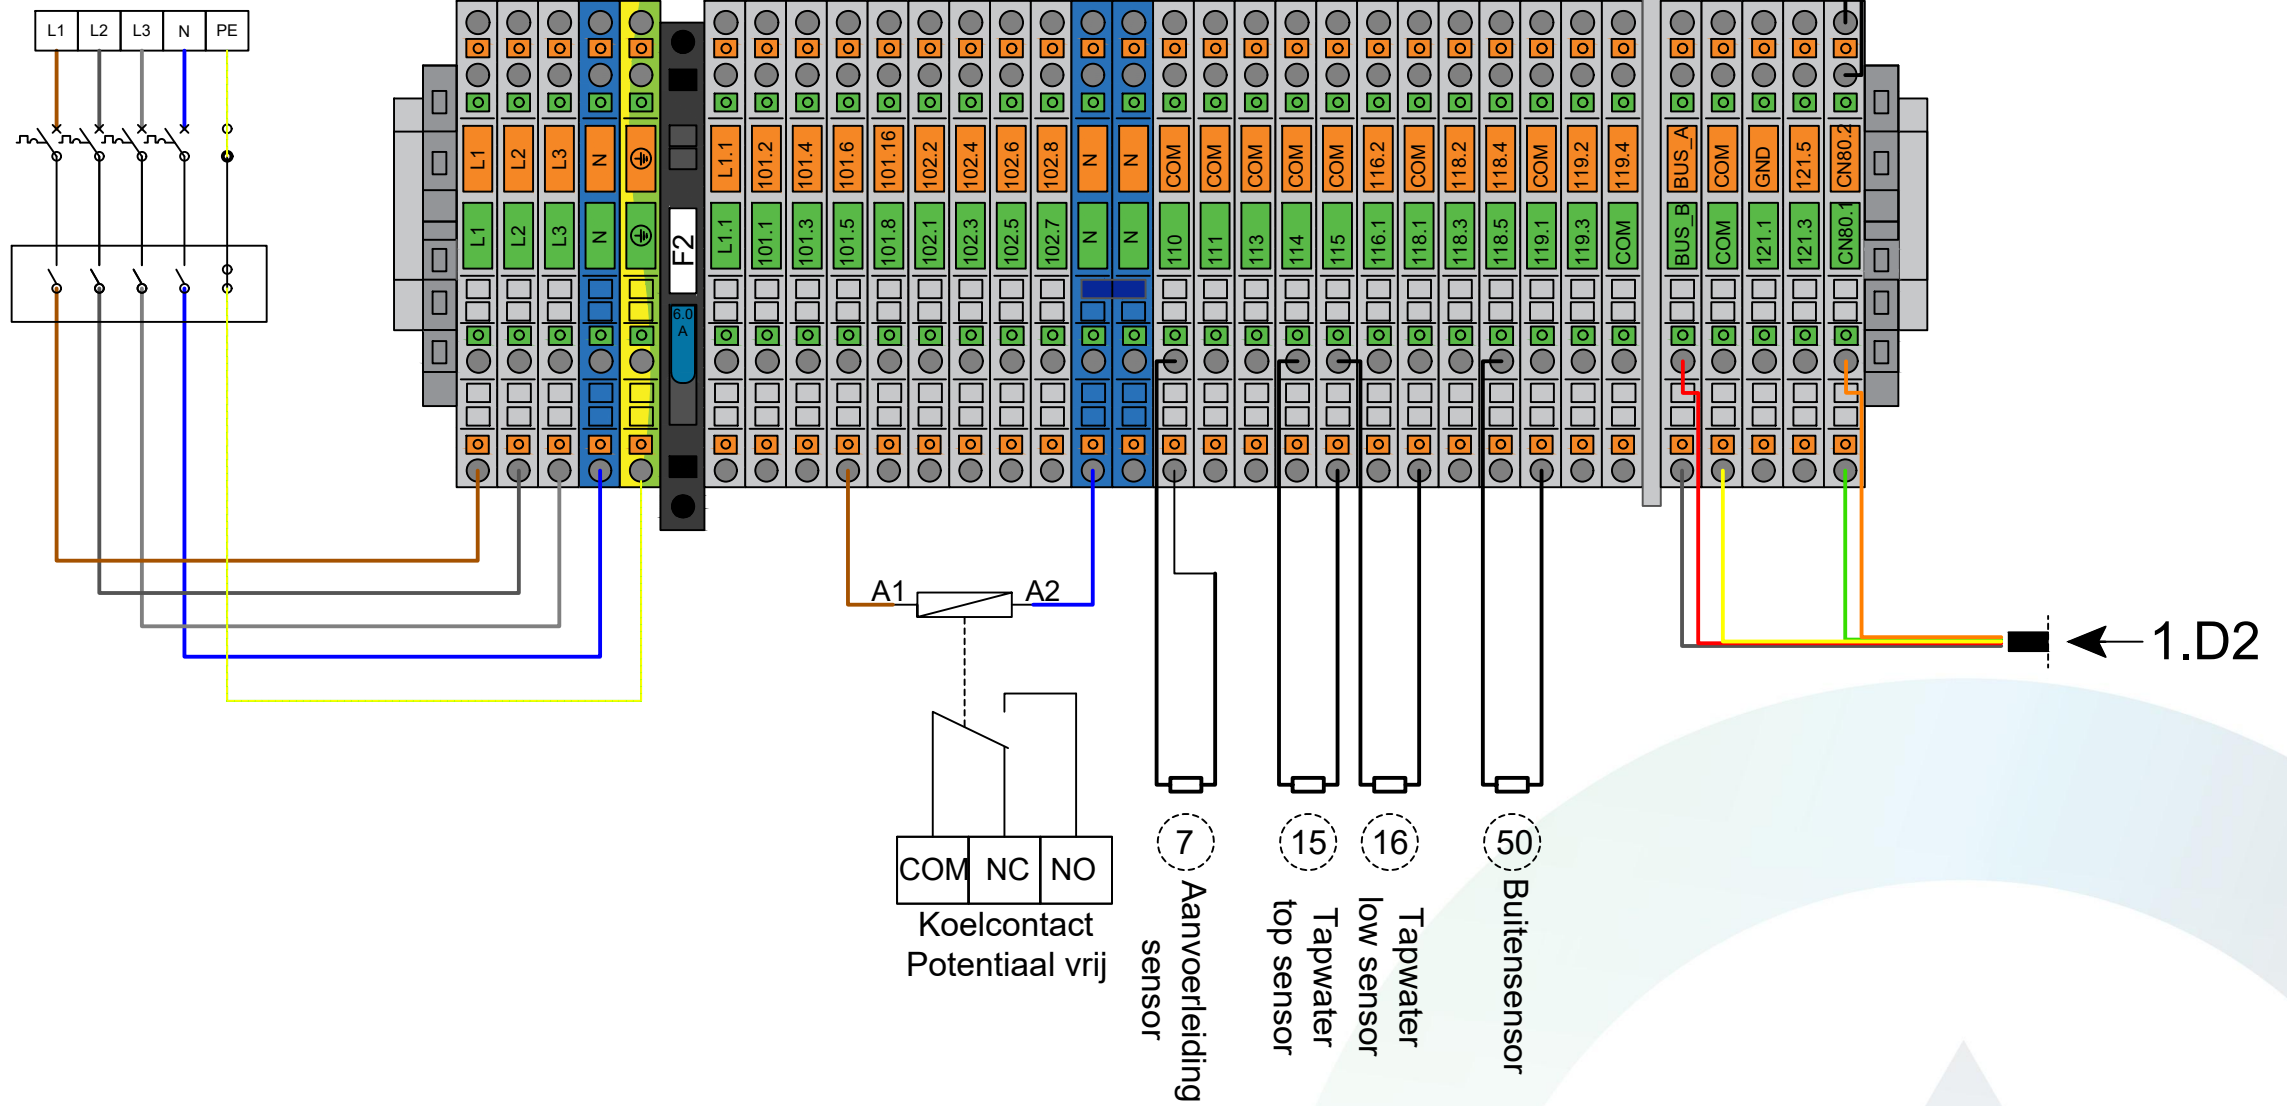 L1 L2 L3 N PE
L1 L2 L3 N
L1.1 101.2 101.4 101.6 101.16 102.2 102.4 102.6 102.8 N N COM COM COM COM COM 116.2 COM 118.2 118.4 COM 119.2 119.4
BUS_A COM GND 121.5 CN80.2
L1 L2 L3 N
F2
L1.1 101.1 101.3 101.5 101.8 102.1 102.3 102.5 102.7 N N 110 111 113 114 115 116.1 118.1 118.3 118.5 119.1 119.3 COM
BUS_B COM 121.1 121.3 CN80.1
6.0
A
A1 A2
1.D2
7 15 16 50
COM NC NO
Koelcontact
Potentiaal vrij
Aanvoerleiding
sensor
Tapwater
top sensor
Tapwater
low sensor
Buitensensor